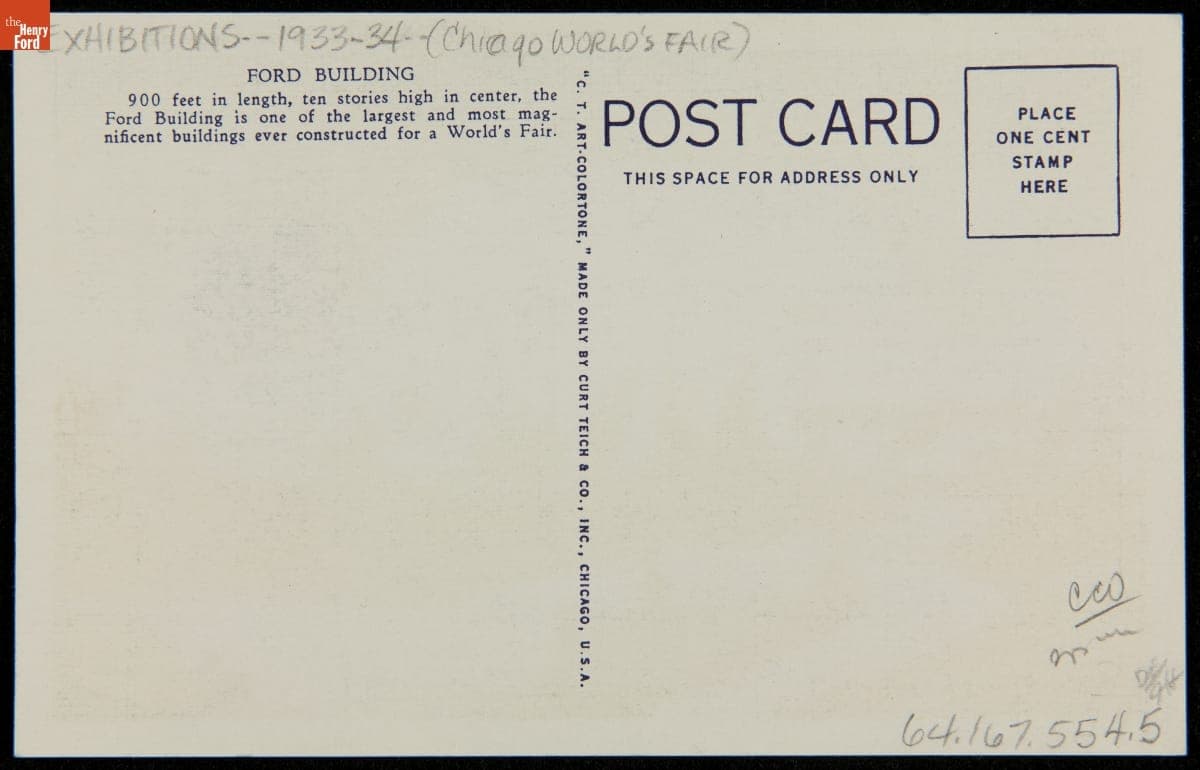 the
Henry
Ford
EXHIBITIONS--1933-34--(Chicago WORLD'S FAIR)
FORD BUILDING
900 feet in length, ten stories high in center, the
Ford Building is one of the largest and most mag-
nificent buildings ever constructed for a World's Fair.
"C. T. ART-COLORTONE," MADE ONLY BY CURT TEICH & CO., INC., CHICAGO, U.S.A.
POST CARD
THIS SPACE FOR ADDRESS ONLY
PLACE
ONE CENT
STAMP
HERE
64.167.554.5